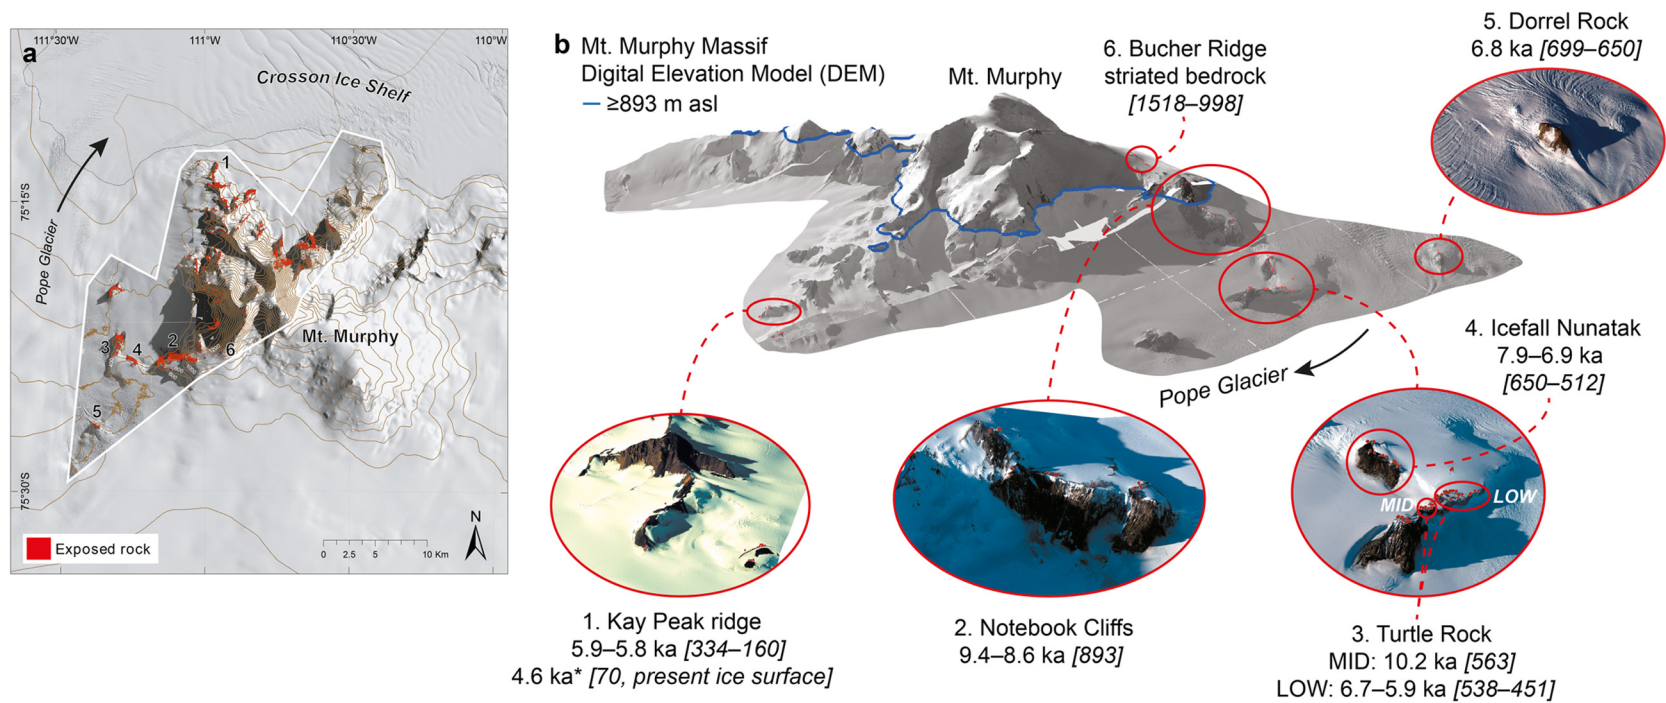 a
111°30'W
111°W
110°30'W
110°W
Crosson Ice Shelf
75°15'S
Pope Glacier
1
3
4
2
6
Mt. Murphy
5
75°30'S
N
Exposed rock
0 2.5 5 10 Km
b Mt. Murphy Massif
Digital Elevation Model (DEM)
≥893 m asl
Mt. Murphy
6. Bucher Ridge
striated bedrock
[1518–998]
5. Dorrel Rock
6.8 ka [699–650]
4. Icefall Nunatak
7.9–6.9 ka
[650–512]
Pope Glacier
MID
LOW
1. Kay Peak ridge
5.9–5.8 ka [334–160]
4.6 ka* [70, present ice surface]
2. Notebook Cliffs
9.4–8.6 ka [893]
3. Turtle Rock
MID: 10.2 ka [563]
LOW: 6.7–5.9 ka [538–451]